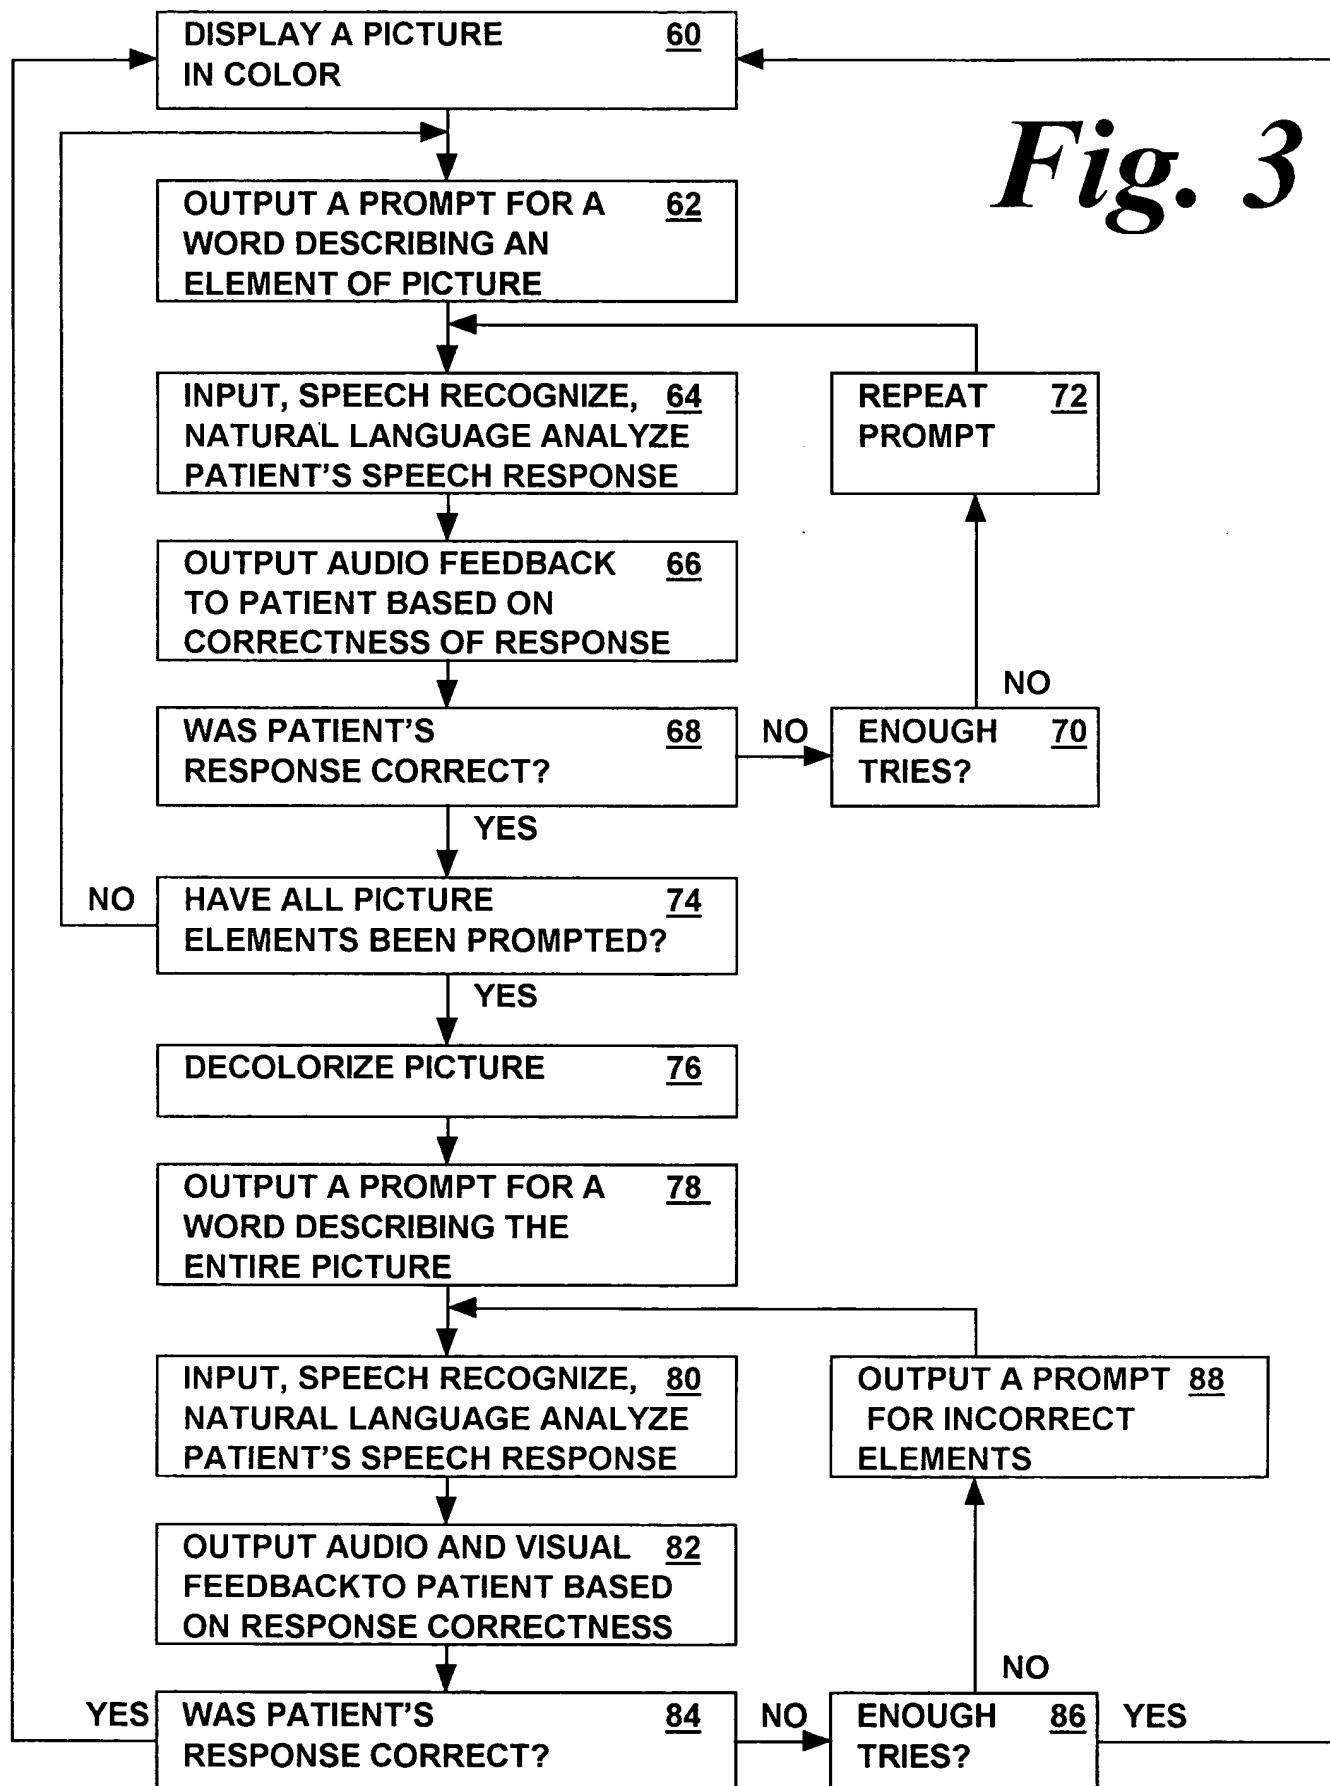 DISPLAY A PICTURE 60
IN COLOR
Fig. 3
OUTPUT A PROMPT FOR A 62
WORD DESCRIBING AN
ELEMENT OF PICTURE
INPUT, SPEECH RECOGNIZE, 64
NATURAL LANGUAGE ANALYZE
PATIENT'S SPEECH RESPONSE
REPEAT 72
PROMPT
OUTPUT AUDIO FEEDBACK 66
TO PATIENT BASED ON
CORRECTNESS OF RESPONSE
NO
WAS PATIENT'S 68
RESPONSE CORRECT?
NO
ENOUGH 70
TRIES?
YES
NO
HAVE ALL PICTURE 74
ELEMENTS BEEN PROMPTED?
YES
DECOLORIZE PICTURE 76
OUTPUT A PROMPT FOR A 78
WORD DESCRIBING THE
ENTIRE PICTURE
INPUT, SPEECH RECOGNIZE, 80
NATURAL LANGUAGE ANALYZE
PATIENT'S SPEECH RESPONSE
OUTPUT A PROMPT 88
FOR INCORRECT
ELEMENTS
OUTPUT AUDIO AND VISUAL 82
FEEDBACKTO PATIENT BASED
ON RESPONSE CORRECTNESS
NO
YES
WAS PATIENT'S 84
RESPONSE CORRECT?
NO
ENOUGH 86
TRIES?
YES